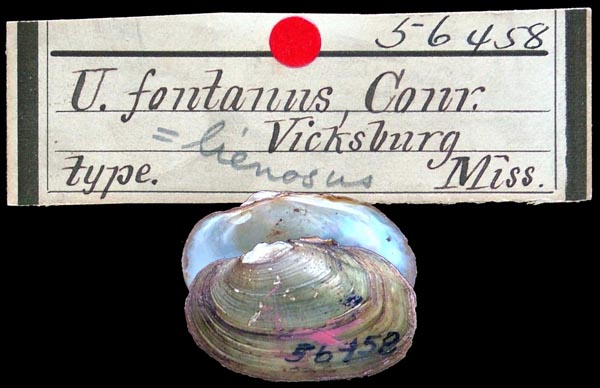 56458
U. fontanus, Conr.
= lienosus
Vicksburg
type. Miss.
56458